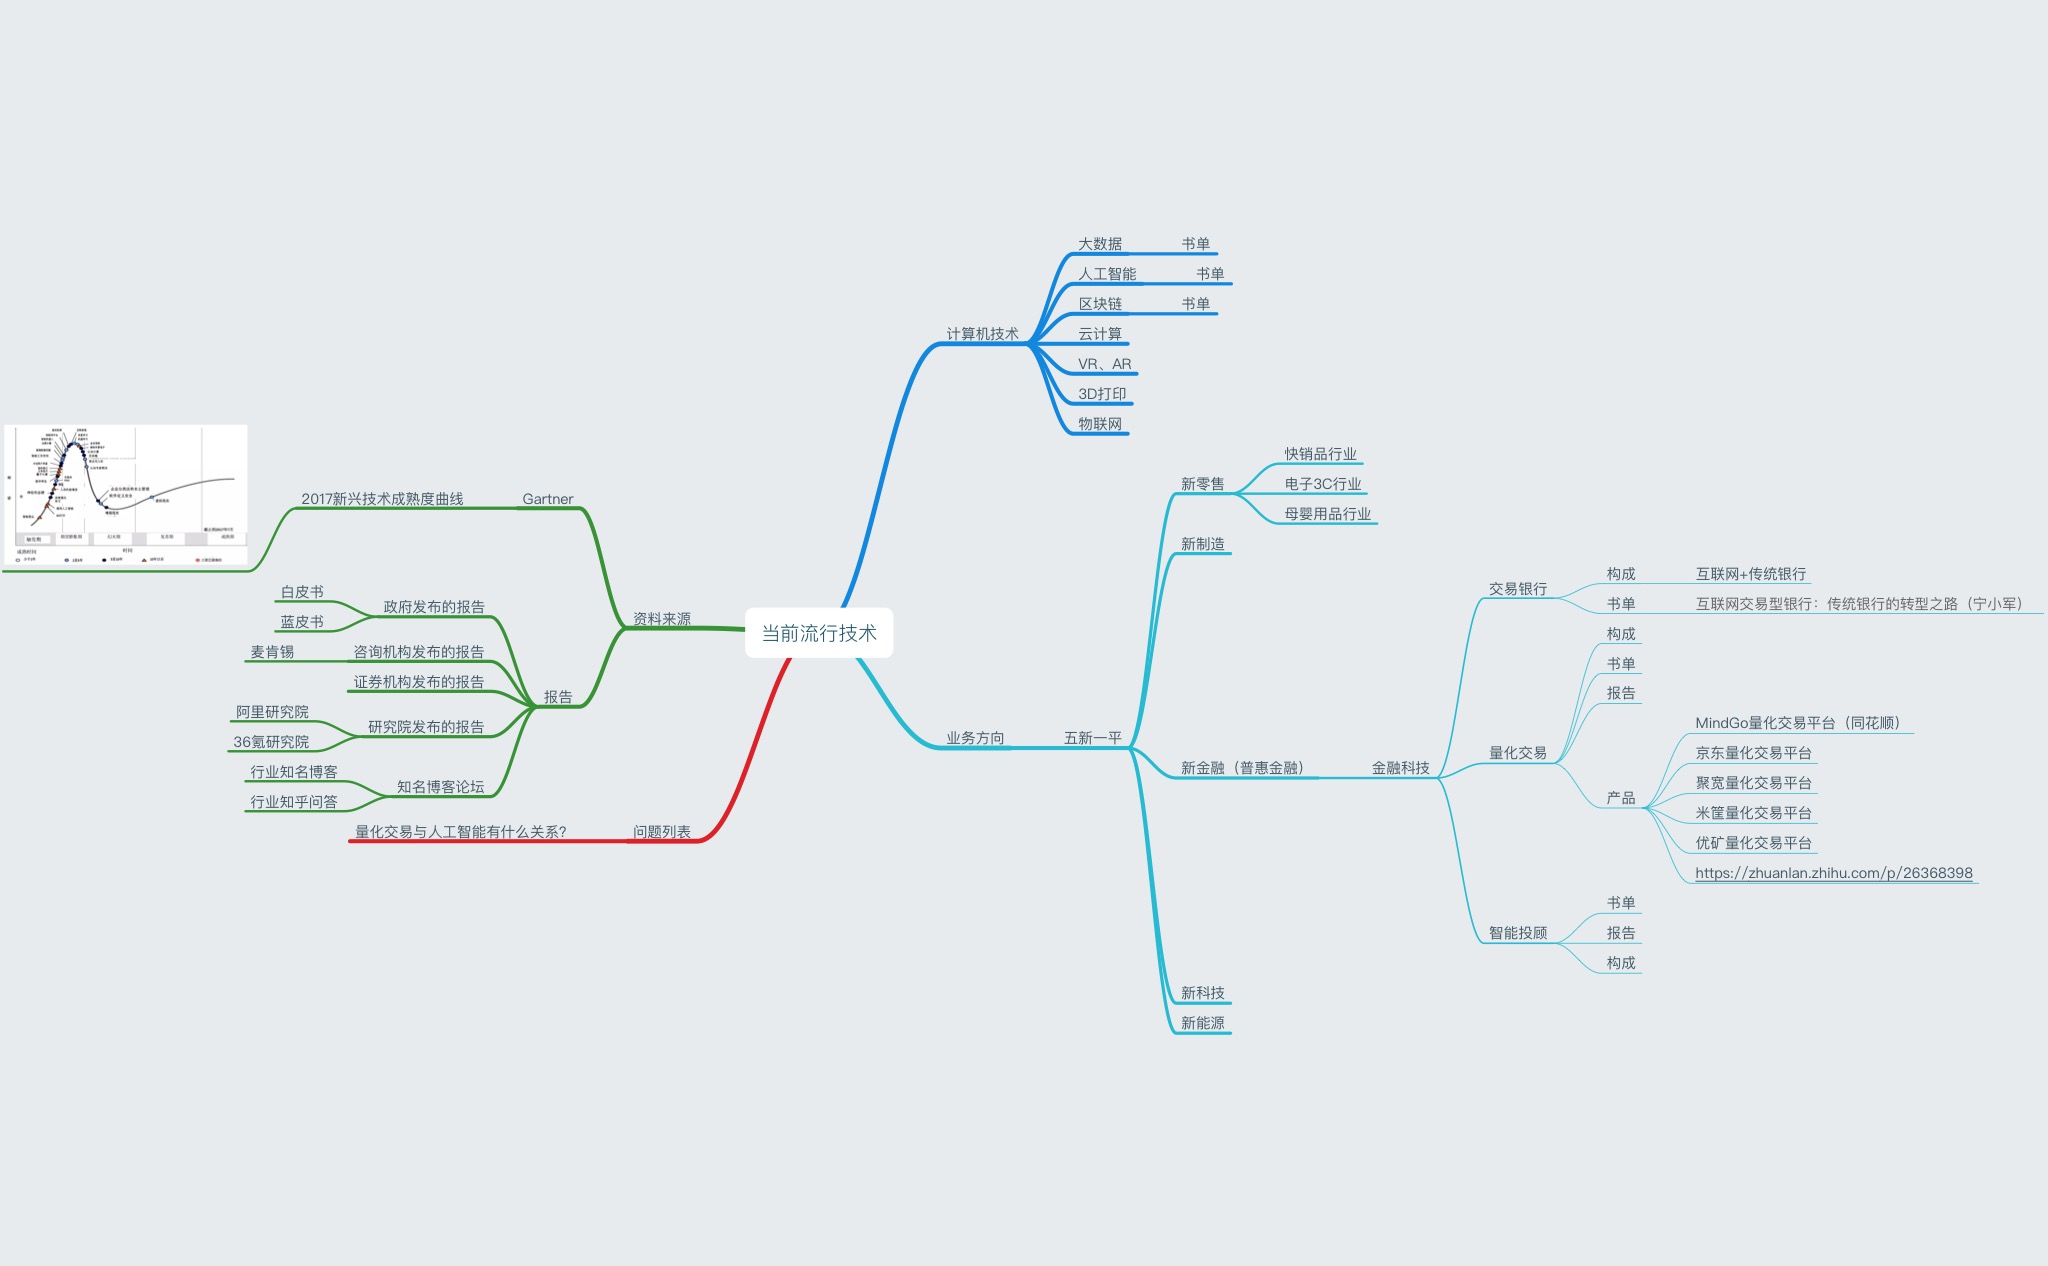 当前流行技术
计算机技术
大数据
书单
人工智能
书单
区块链
书单
云计算
VR、AR
3D打印
物联网
业务方向
五新一平
新零售
快销品行业
电子3C行业
母婴用品行业
新制造
新金融（普惠金融）
金融科技
交易银行
构成
互联网+传统银行
书单
互联网交易型银行：传统银行的转型之路（宁小军）
量化交易
构成
书单
报告
产品
MindGo量化交易平台（同花顺）
京东量化交易平台
聚宽量化交易平台
米筐量化交易平台
优矿量化交易平台
https://zhuanlan.zhihu.com/p/26368398
智能投顾
书单
报告
构成
新科技
新能源
资料来源
Gartner
2017新兴技术成熟度曲线
时间
报告
政府发布的报告
白皮书
蓝皮书
咨询机构发布的报告
麦肯锡
证券机构发布的报告
研究院发布的报告
阿里研究院
36氪研究院
知名博客论坛
行业知名博客
行业知乎问答
问题列表
量化交易与人工智能有什么关系?